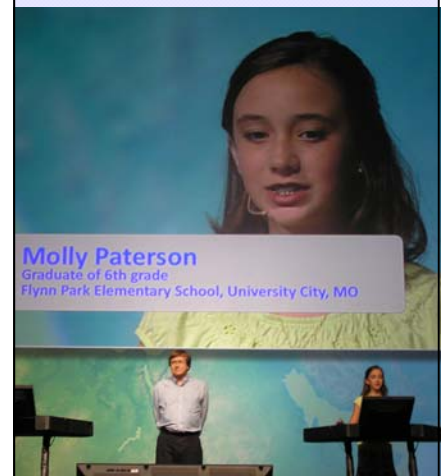 Molly Paterson
Graduate of 6th grade
Flynn Park Elementary School, University City, MO